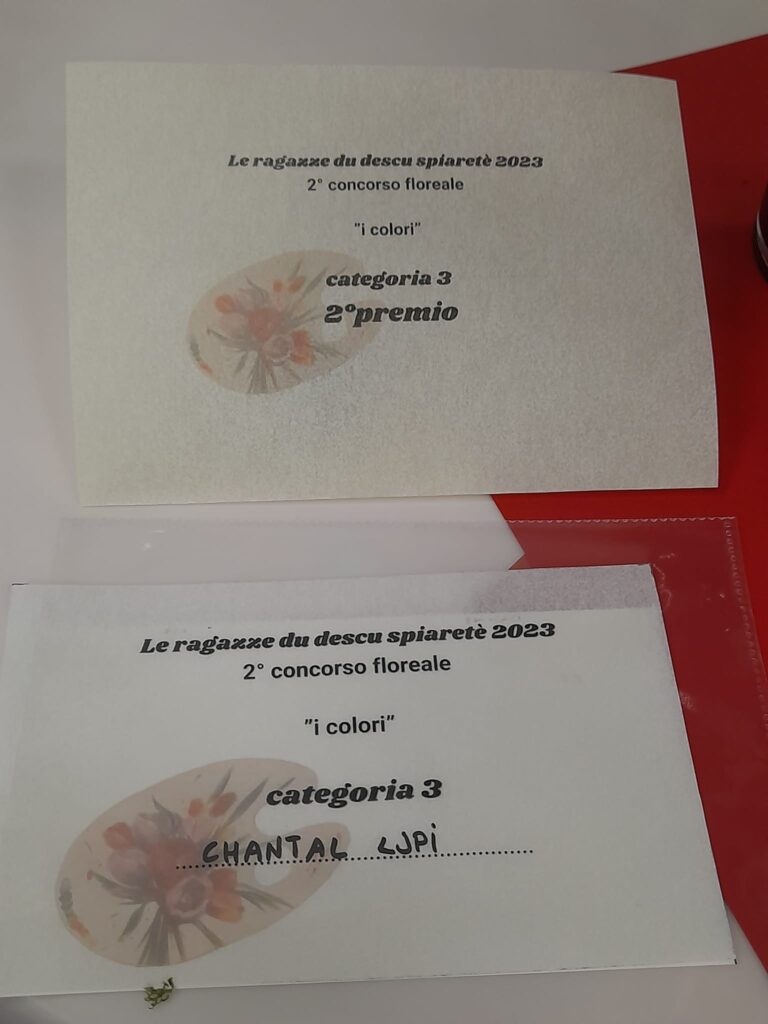 Le ragazze du descu spiaretè 2023
2° concorso floreale
"i colori"
categoria 3
2°premio
Le ragazze du descu spiaretè 2023
2° concorso floreale
"i colori"
categoria 3
CHANTAL LJPi